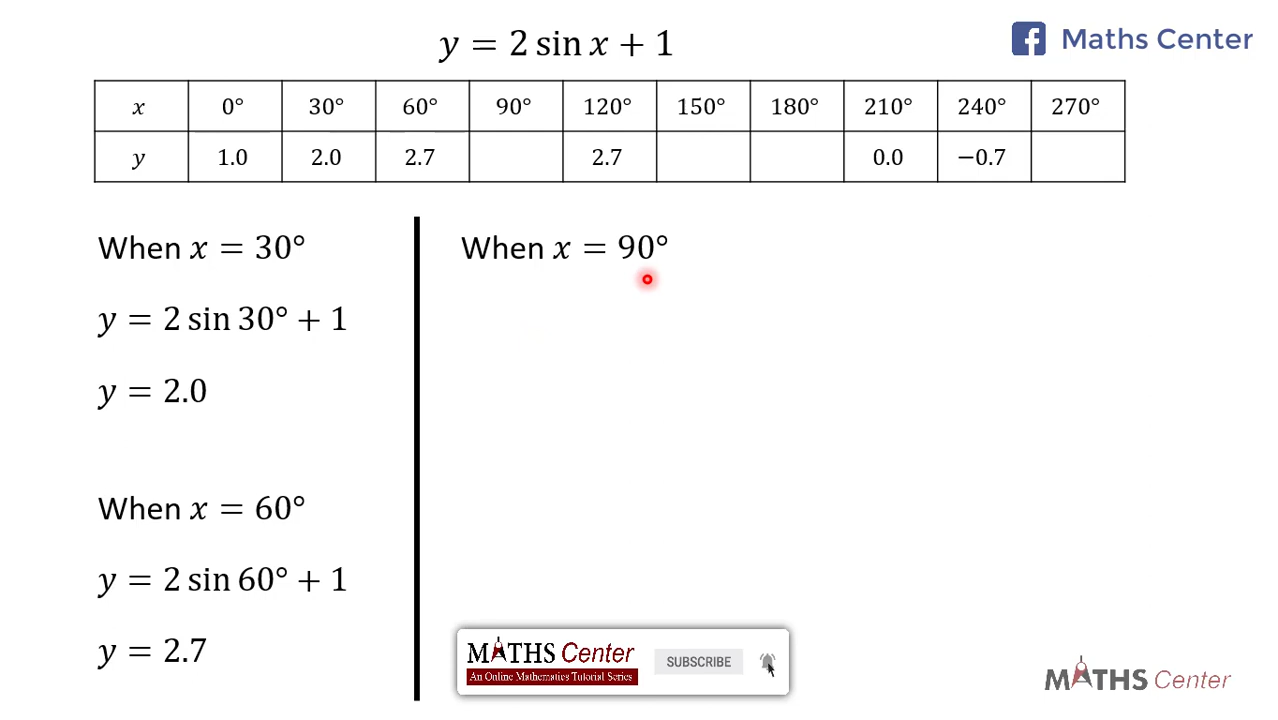 y = 2 sin x + 1
Maths Center
x 0° 30° 60° 90° 120° 150° 180° 210° 240° 270°
y 1.0 2.0 2.7 2.7 0.0 −0.7
When x = 30°
y = 2 sin 30° + 1
y = 2.0
When x = 60°
y = 2 sin 60° + 1
y = 2.7
When x = 90°
MATHS Center
An Online Mathematics Tutorial Series
SUBSCRIBE
MATHS Center